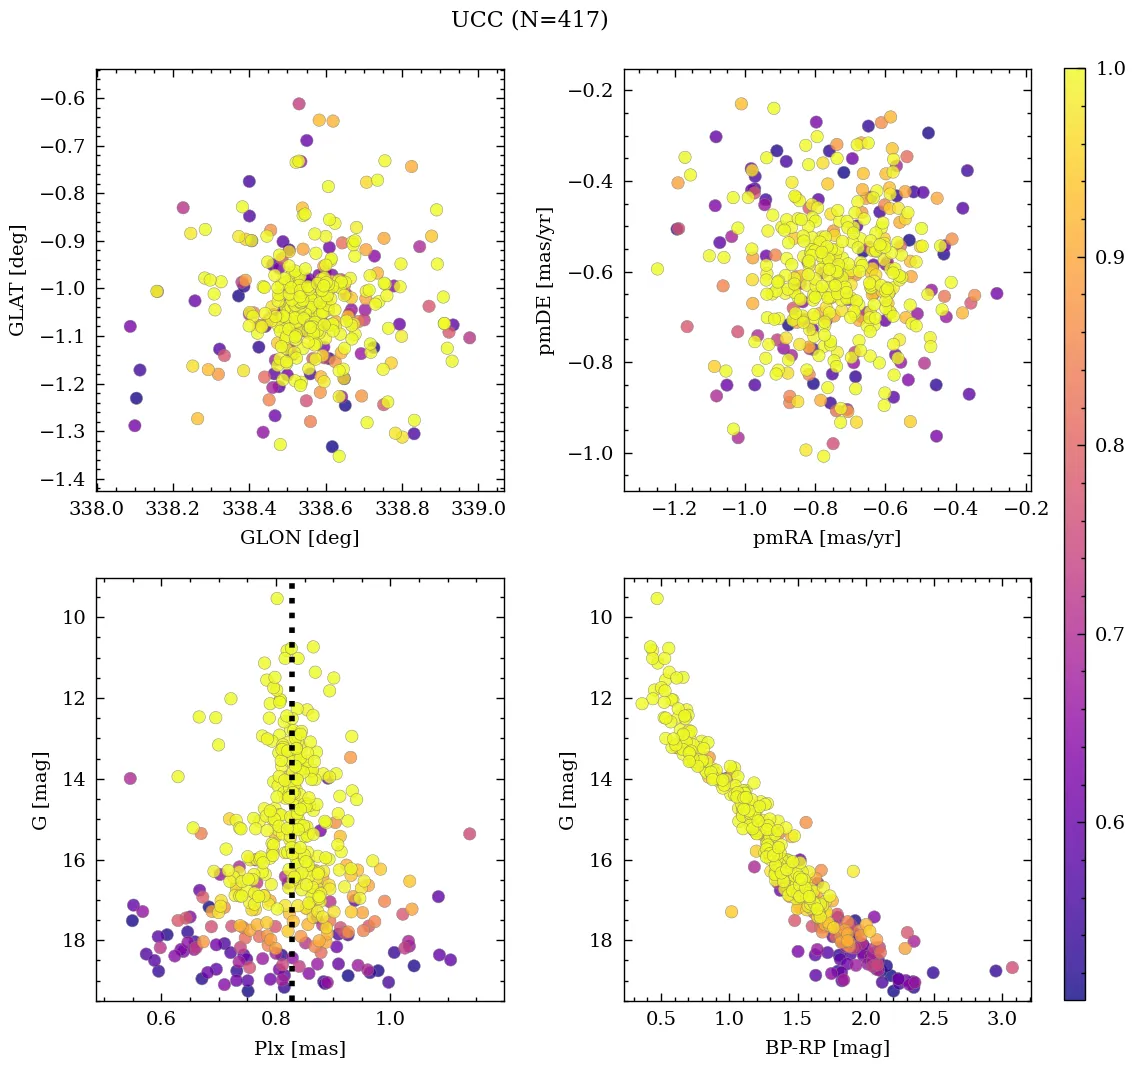 UCC (N=417)
−0.6
−0.7
−0.8
−0.9
−1.0
−1.1
−1.2
−1.3
−1.4
GLAT [deg]
338.0 338.2 338.4 338.6 338.8 339.0
GLON [deg]
−0.2
−0.4
−0.6
−0.8
−1.0
pmDE [mas/yr]
−1.2 −1.0 −0.8 −0.6 −0.4 −0.2
pmRA [mas/yr]
10
12
14
16
18
G [mag]
0.6 0.8 1.0
Plx [mas]
10
12
14
16
18
G [mag]
0.5 1.0 1.5 2.0 2.5 3.0
BP-RP [mag]
1.0
0.9
0.8
0.7
0.6